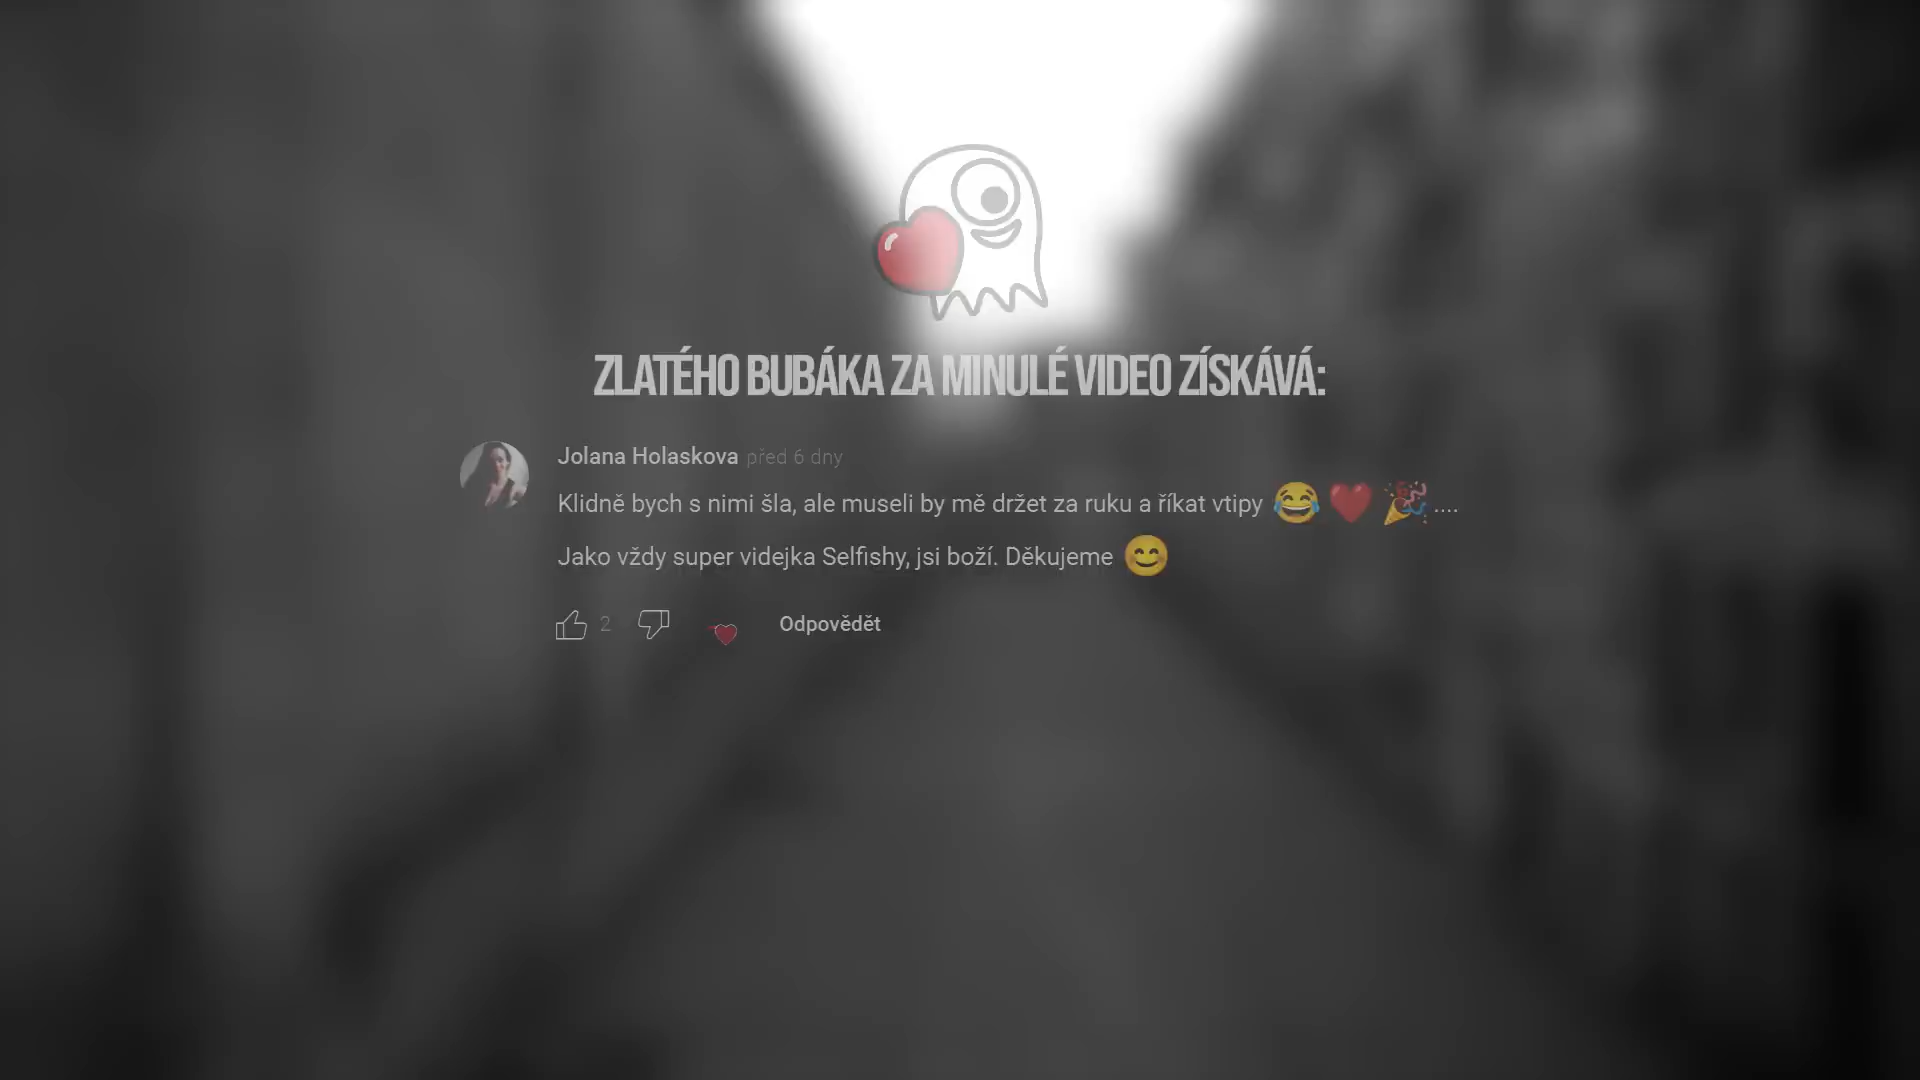 ZLATÉHO BUBÁKA ZA MINULÉ VIDEO ZÍSKÁVÁ:
Jolana Holaskova před 6 dny
Klidně bych s nimi šla, ale museli by mě držet za ruku a říkat vtipy 😂 ❤️ 🎉 ....
Jako vždy super videjka Selfishy, jsi boží. Děkujeme 😊
2 Odpovědět